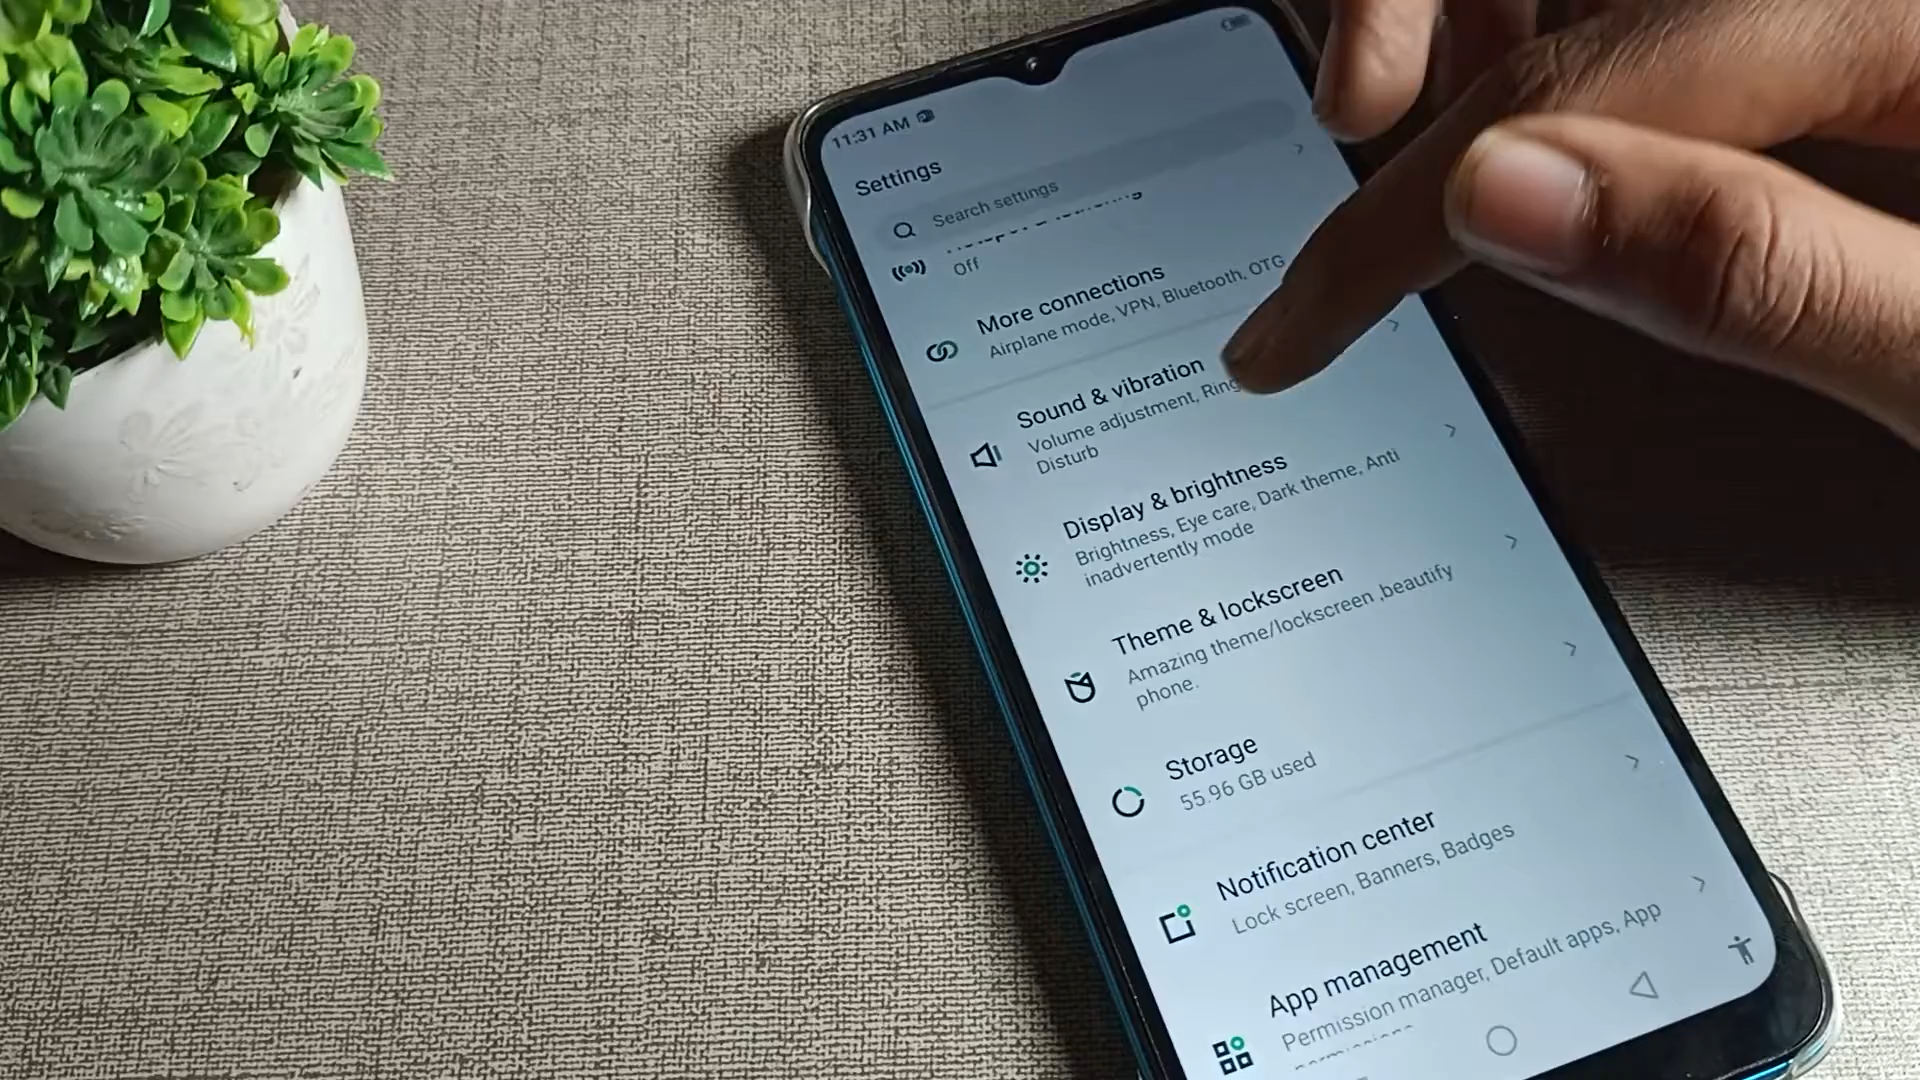 11:31 AM
Settings
Search settings
Off
More connections
Airplane mode, VPN, Bluetooth, OTG
Sound & vibration
Volume adjustment, Ring
Disturb
Display & brightness
Brightness, Eye care, Dark theme, Anti
inadvertently mode
Theme & lockscreen
Amazing theme/lockscreen ,beautify
phone.
Storage
55.96 GB used
Notification center
Lock screen, Banners, Badges
App management
Permission manager, Default apps, App